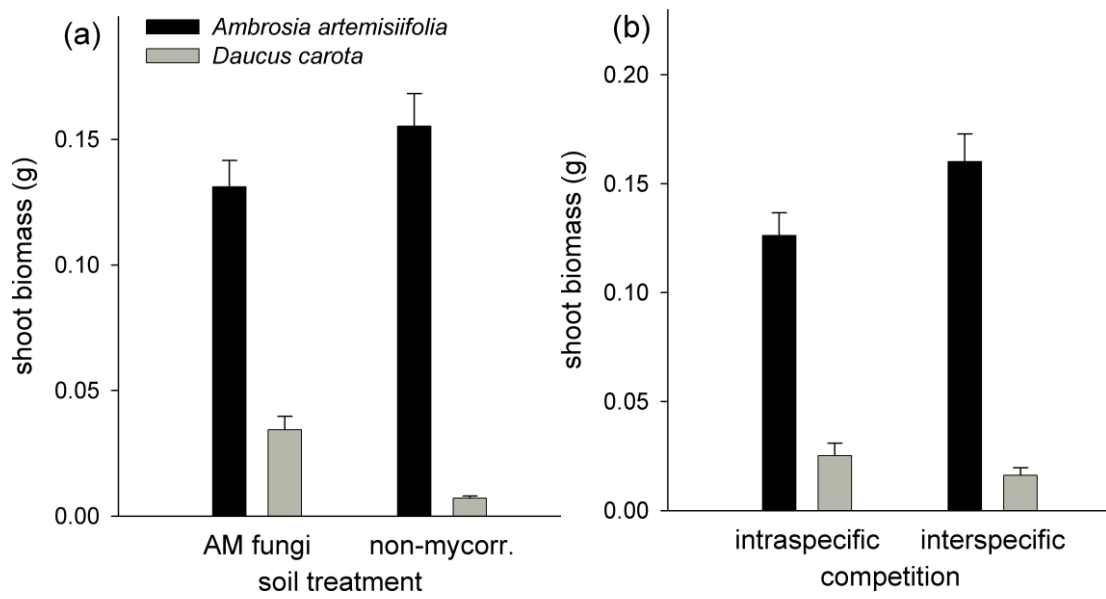 (a)
Ambrosia artemisiifolia
Daucus carota
shoot biomass (g)
0.15
0.10
0.05
0.00
AM fungi non-mycorr.
soil treatment
(b)
shoot biomass (g)
0.20
0.15
0.10
0.05
0.00
intraspecific interspecific
competition